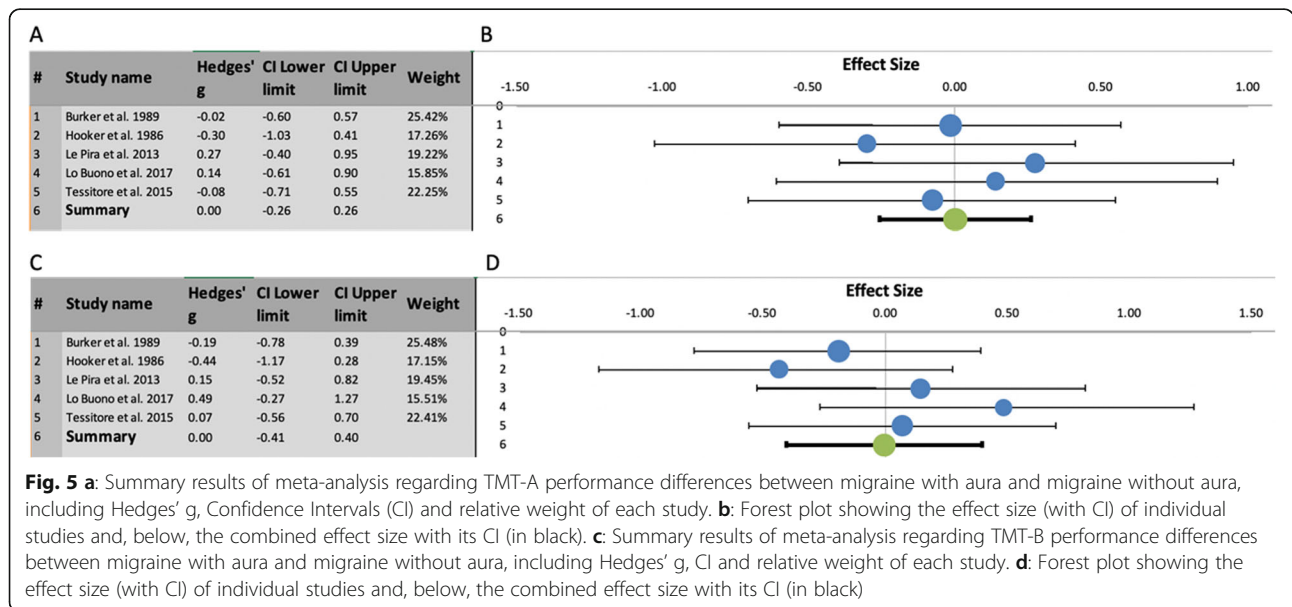 A
B
# Study name Hedges' g CI Lower limit CI Upper limit Weight
1 Burker et al. 1989 -0.02 -0.60 0.57 25.42%
2 Hooker et al. 1986 -0.30 -1.03 0.41 17.26%
3 Le Pira et al. 2013 0.27 -0.40 0.95 19.22%
4 Lo Buono et al. 2017 0.14 -0.61 0.90 15.85%
5 Tessitore et al. 2015 -0.08 -0.71 0.55 22.25%
6 Summary 0.00 -0.26 0.26
Effect Size
-1.50 -1.00 -0.50 0.00 0.50 1.00
0
1
2
3
4
5
6
C
D
# Study name Hedges' g CI Lower limit CI Upper limit Weight
1 Burker et al. 1989 -0.19 -0.78 0.39 25.48%
2 Hooker et al. 1986 -0.44 -1.17 0.28 17.15%
3 Le Pira et al. 2013 0.15 -0.52 0.82 19.45%
4 Lo Buono et al. 2017 0.49 -0.27 1.27 15.51%
5 Tessitore et al. 2015 0.07 -0.56 0.70 22.41%
6 Summary 0.00 -0.41 0.40
Effect Size
-1.50 -1.00 -0.50 0.00 0.50 1.00 1.50
0
1
2
3
4
5
6
Fig. 5 a: Summary results of meta-analysis regarding TMT-A performance differences between migraine with aura and migraine without aura,
including Hedges' g, Confidence Intervals (CI) and relative weight of each study. b: Forest plot showing the effect size (with CI) of individual
studies and, below, the combined effect size with its CI (in black). c: Summary results of meta-analysis regarding TMT-B performance differences
between migraine with aura and migraine without aura, including Hedges' g, CI and relative weight of each study. d: Forest plot showing the
effect size (with CI) of individual studies and, below, the combined effect size with its CI (in black)